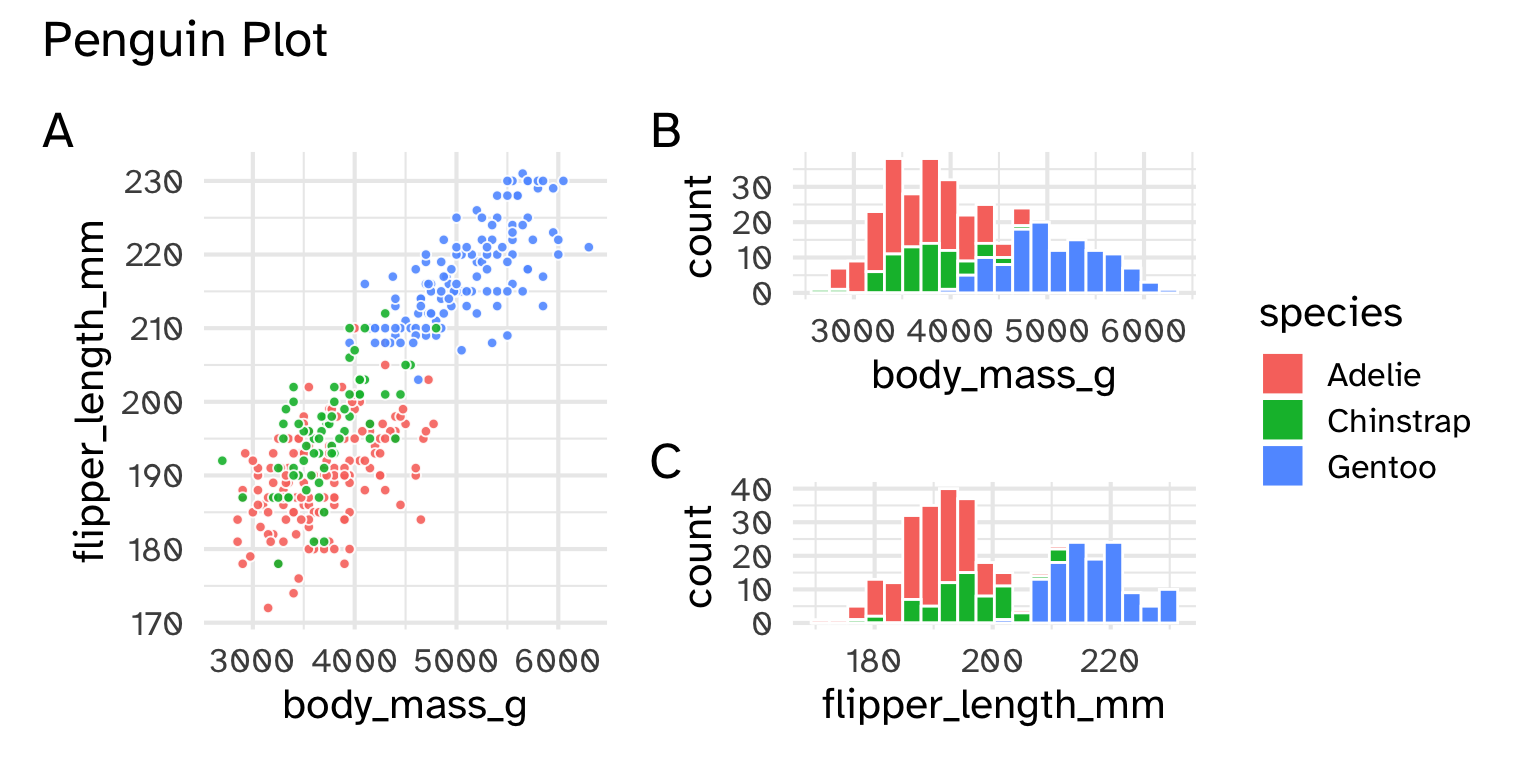 Penguin Plot
A
flipper_length_mm
230
220
210
200
190
180
170
3000 4000 5000 6000
body_mass_g
B
count
30
20
10
0
3000 4000 5000 6000
body_mass_g
C
count
40
30
20
10
0
180 200 220
flipper_length_mm
species
Adelie
Chinstrap
Gentoo